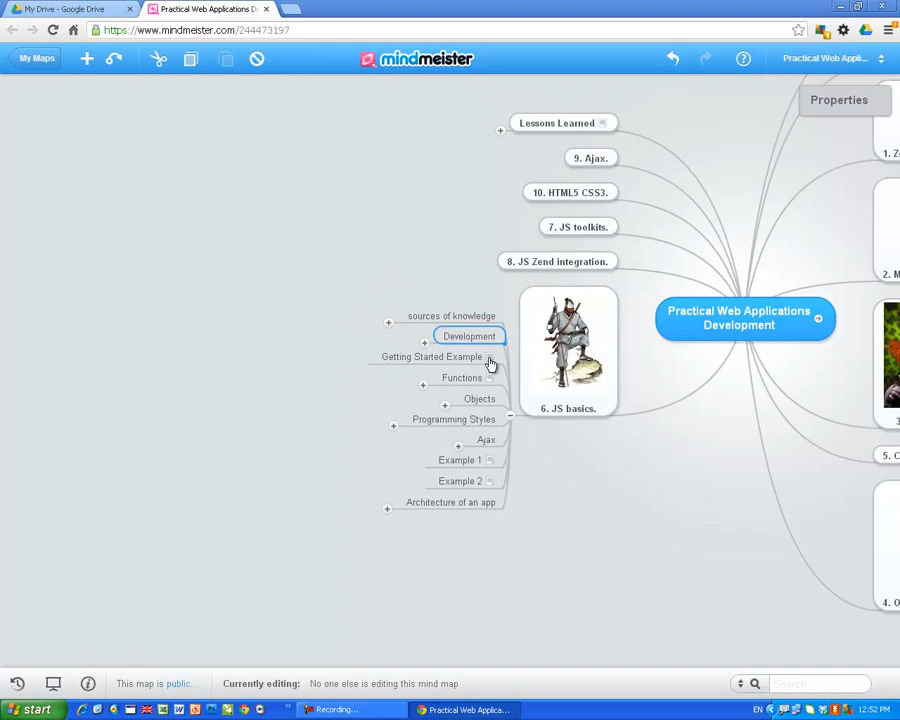 My Drive - Google Drive
Practical Web Applications D
https://www.mindmeister.com/244473197
My Maps
mindmeister
Practical Web Appli...
Properties
Lessons Learned
9. Ajax.
10. HTML5 CSS3.
7. JS toolkits.
8. JS Zend integration.
sources of knowledge
Development
Getting Started Example
Functions
Objects
Programming Styles
Ajax
Example 1
Example 2
Architecture of an app
6. JS basics.
Practical Web Applications
Development
1. Z
2. M
3
5. C
4. O
This map is public...
Currently editing: No one else is editing this mind map
Search
start
Recording...
Practical Web Applica...
EN
12:52 PM